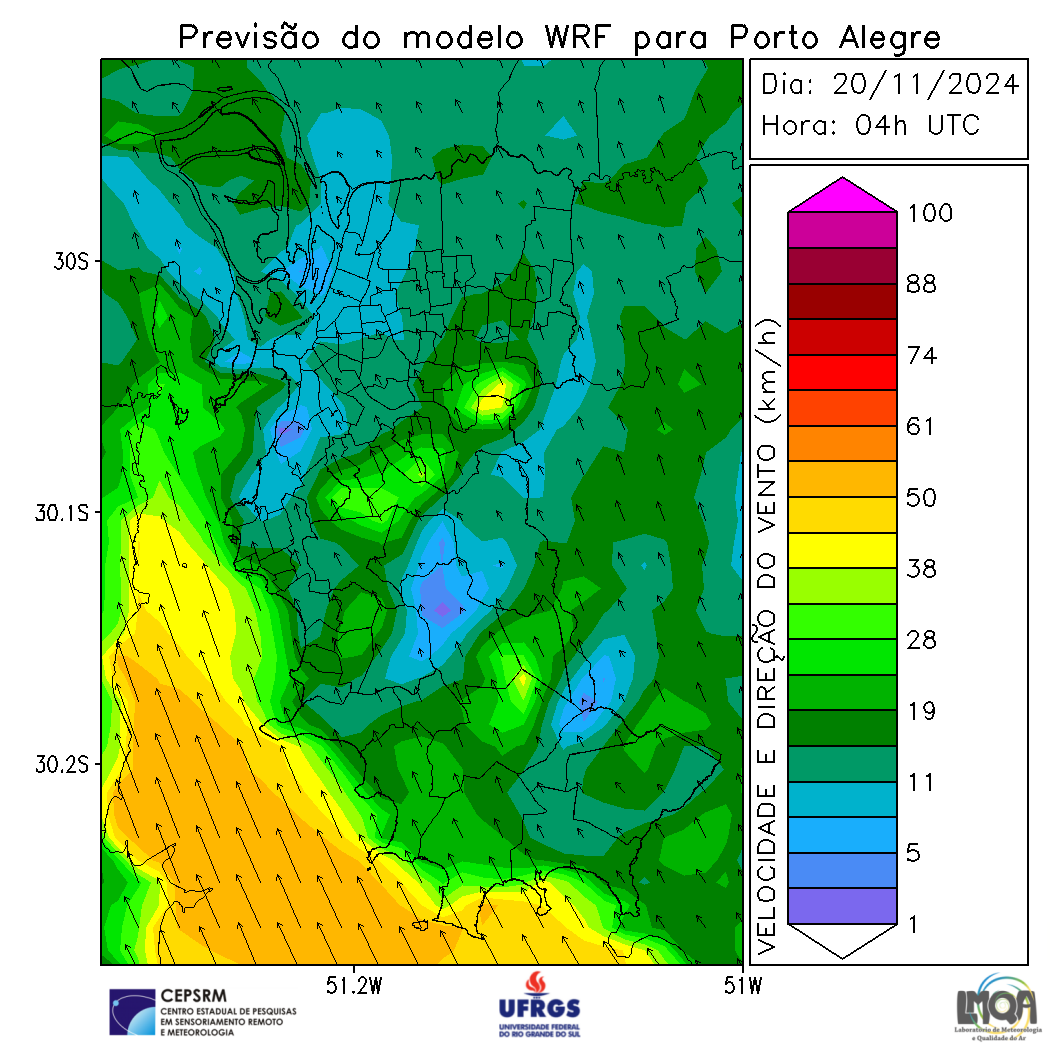 Previsão do modelo WRF para Porto Alegre
Dia: 20/11/2024
Hora: 04h UTC
30S
30.1S
30.2S
51.2W
51W
VELOCIDADE E DIREÇÃO DO VENTO (km/h)
100
88
74
61
50
38
28
19
11
5
1
CEPSRM
CENTRO ESTADUAL DE PESQUISAS
EM SENSORIAMENTO REMOTO
E METEOROLOGIA
UFRGS
UNIVERSIDADE FEDERAL
DO RIO GRANDE DO SUL
LMQA
Laboratório de Meteorologia
e Qualidade do Ar